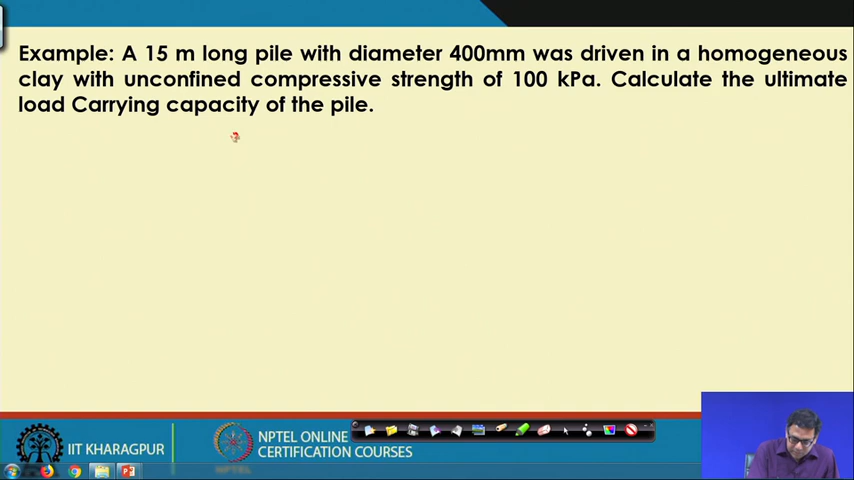 Example: A 15 m long pile with diameter 400mm was driven in a homogeneous
clay with unconfined compressive strength of 100 kPa. Calculate the ultimate
load Carrying capacity of the pile.
IIT KHARAGPUR
NPTEL ONLINE
CERTIFICATION COURSES
NPTEL